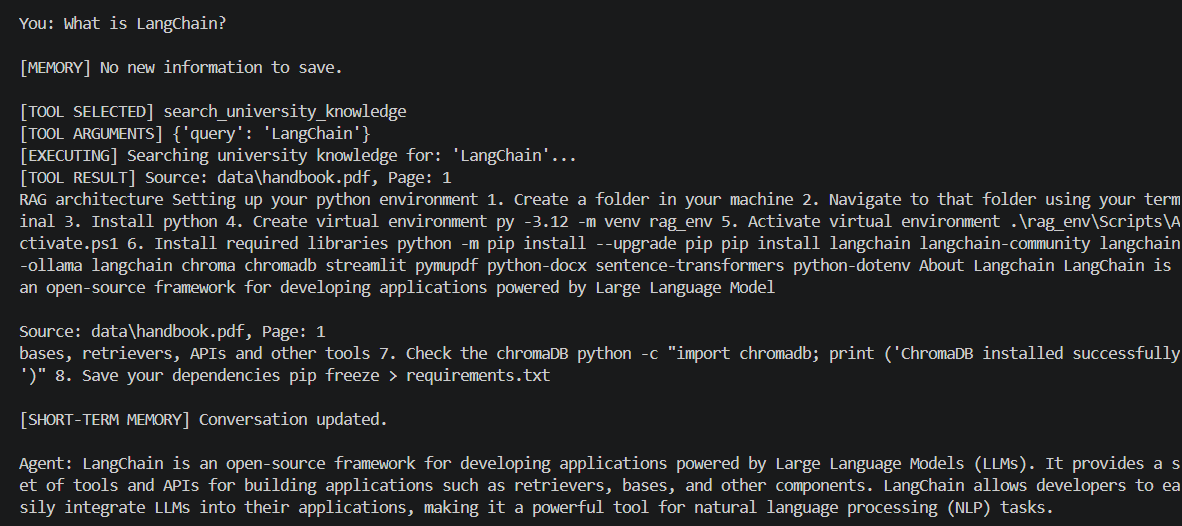 You: What is LangChain?
[MEMORY] No new information to save.
[TOOL SELECTED] search_university_knowledge
[TOOL ARGUMENTS] {'query': 'LangChain'}
[EXECUTING] Searching university knowledge for: 'LangChain'...
[TOOL RESULT] Source: data\handbook.pdf, Page: 1
RAG architecture Setting up your python environment 1. Create a folder in your machine 2. Navigate to that folder using your term
inal 3. Install python 4. Create virtual environment py -3.12 -m venv rag_env 5. Activate virtual environment .\rag_env\Scripts\A
ctivate.ps1 6. Install required libraries python -m pip install --upgrade pip pip install langchain langchain-community langchain
-ollama langchain chroma chromadb streamlit pymupdf python-docx sentence-transformers python-dotenv About Langchain LangChain is
an open-source framework for developing applications powered by Large Language Model
Source: data\handbook.pdf, Page: 1
bases, retrievers, APIs and other tools 7. Check the chromaDB python -c "import chromadb; print ('ChromaDB installed successfully
')" 8. Save your dependencies pip freeze > requirements.txt
[SHORT-TERM MEMORY] Conversation updated.
Agent: LangChain is an open-source framework for developing applications powered by Large Language Models (LLMs). It provides a s
et of tools and APIs for building applications such as retrievers, bases, and other components. LangChain allows developers to ea
sily integrate LLMs into their applications, making it a powerful tool for natural language processing (NLP) tasks.